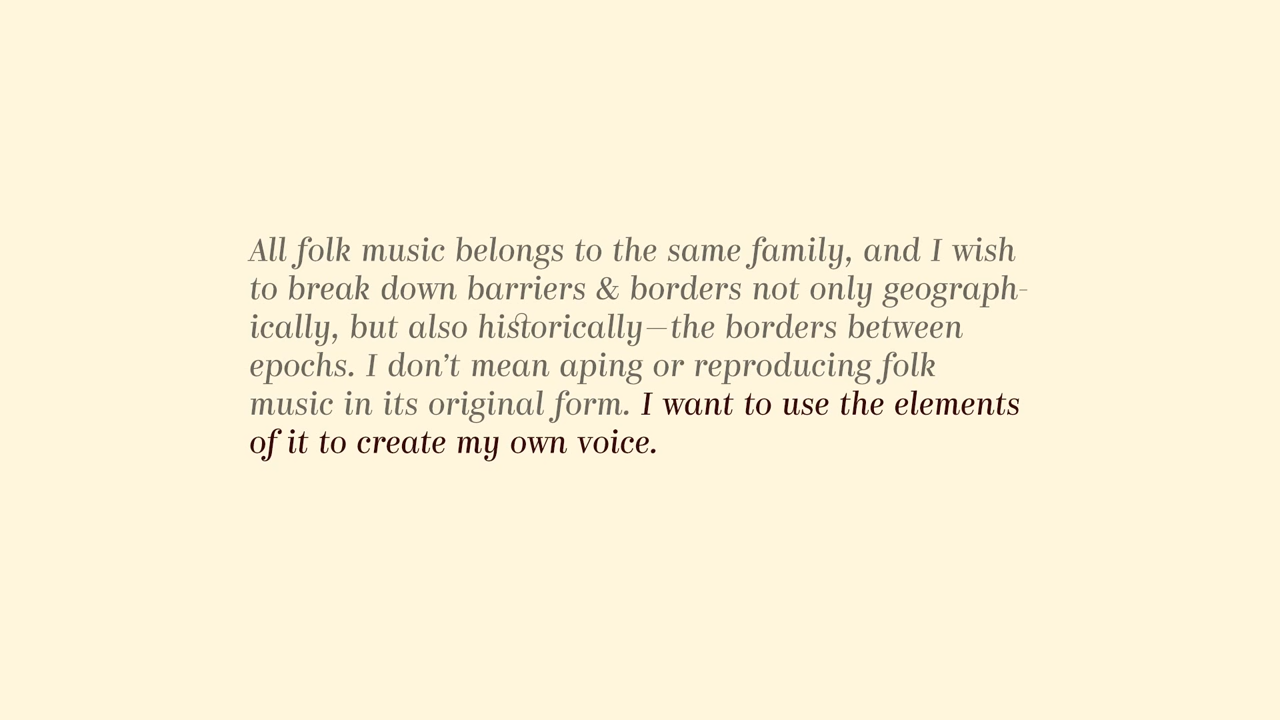 All folk music belongs to the same family, and I wish
to break down barriers & borders not only geograph-
ically, but also historically—the borders between
epochs. I don’t mean aping or reproducing folk
music in its original form. I want to use the elements
of it to create my own voice.